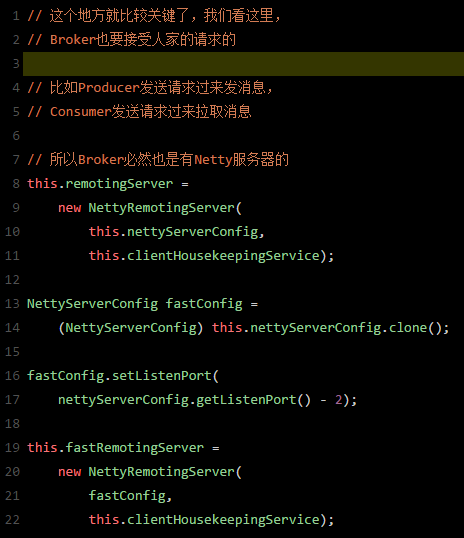 1 // 这个地方就比较关键了，我们看这里，
2 // Broker也要接受人家的请求的
3
4 // 比如Producer发送请求过来发消息，
5 // Consumer发送请求过来拉取消息
6
7 // 所以Broker必然也是有Netty服务器的
8 this.remotingServer =
9     new NettyRemotingServer(
10         this.nettyServerConfig,
11         this.clientHousekeepingService);
12
13 NettyServerConfig fastConfig =
14     (NettyServerConfig) this.nettyServerConfig.clone();
15
16 fastConfig.setListenPort(
17     nettyServerConfig.getListenPort() - 2);
18
19 this.fastRemotingServer =
20     new NettyRemotingServer(
21         fastConfig,
22         this.clientHousekeepingService);